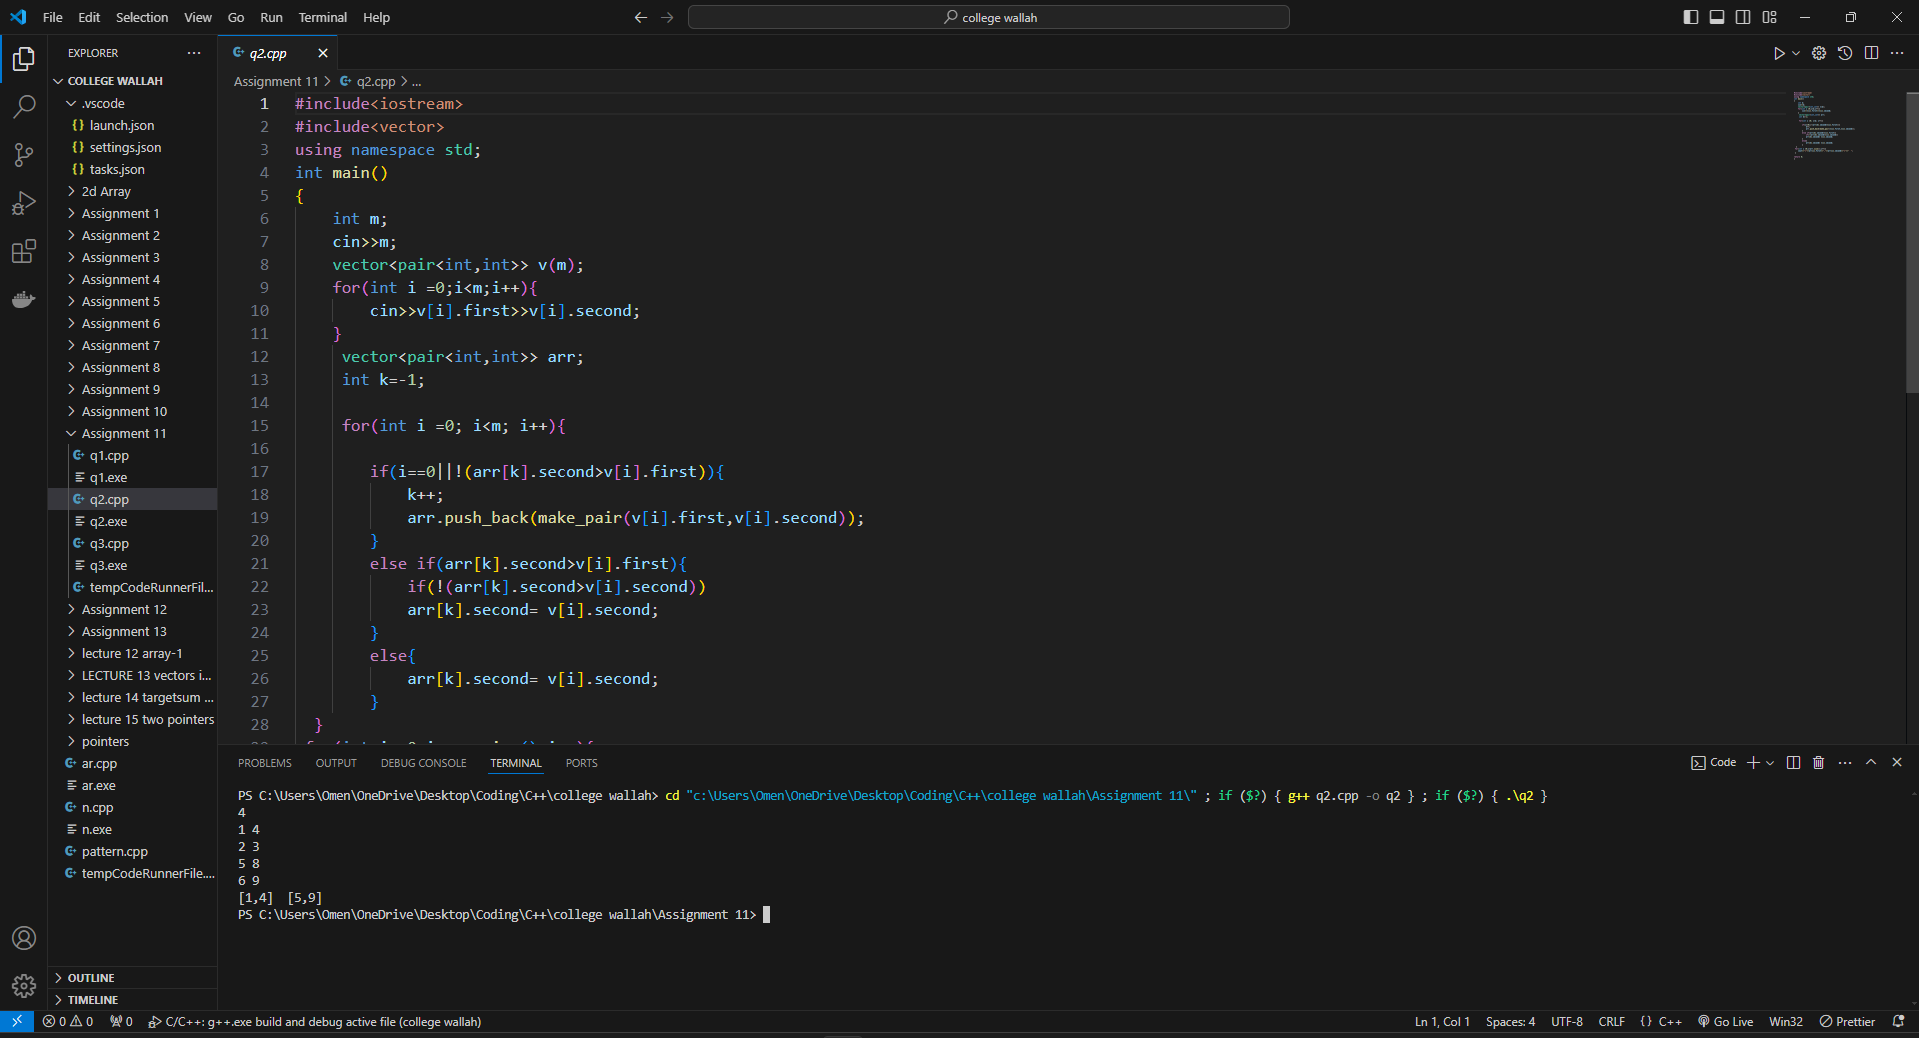 File Edit Selection View Go Run Terminal Help
college wallah
EXPLORER
COLLEGE WALLAH
.vscode
{} launch.json
{} settings.json
{} tasks.json
2d Array
Assignment 1
Assignment 2
Assignment 3
Assignment 4
Assignment 5
Assignment 6
Assignment 7
Assignment 8
Assignment 9
Assignment 10
Assignment 11
q1.cpp
q1.exe
q2.cpp
q2.exe
q3.cpp
q3.exe
tempCodeRunnerFil...
Assignment 12
Assignment 13
lecture 12 array-1
LECTURE 13 vectors i...
lecture 14 targetsum ...
lecture 15 two pointers
pointers
ar.cpp
ar.exe
n.cpp
n.exe
pattern.cpp
tempCodeRunnerFile....
OUTLINE
TIMELINE
q2.cpp
Assignment 11 > q2.cpp > ...
1 #include<iostream>
2 #include<vector>
3 using namespace std;
4 int main()
5 {
6 int m;
7 cin>>m;
8 vector<pair<int,int>> v(m);
9 for(int i =0;i<m;i++){
10 cin>>v[i].first>>v[i].second;
11 }
12 vector<pair<int,int>> arr;
13 int k=-1;
14
15 for(int i =0; i<m; i++){
16
17 if(i==0||!(arr[k].second>v[i].first)){
18 k++;
19 arr.push_back(make_pair(v[i].first,v[i].second));
20 }
21 else if(arr[k].second>v[i].first){
22 if(!(arr[k].second>v[i].second))
23 arr[k].second= v[i].second;
24 }
25 else{
26 arr[k].second= v[i].second;
27 }
28 }
PROBLEMS OUTPUT DEBUG CONSOLE TERMINAL PORTS
Code
PS C:\Users\Omen\OneDrive\Desktop\Coding\C++\college wallah> cd "c:\Users\Omen\OneDrive\Desktop\Coding\C++\college wallah\Assignment 11\" ; if ($?) { g++ q2.cpp -o q2 } ; if ($?) { .\q2 }
4
1 4
2 3
5 8
6 9
[1,4] [5,9]
PS C:\Users\Omen\OneDrive\Desktop\Coding\C++\college wallah\Assignment 11>
0 0 0 C/C++: g++.exe build and debug active file (college wallah)
Ln 1, Col 1 Spaces: 4 UTF-8 CRLF {} C++ Go Live Win32 Prettier